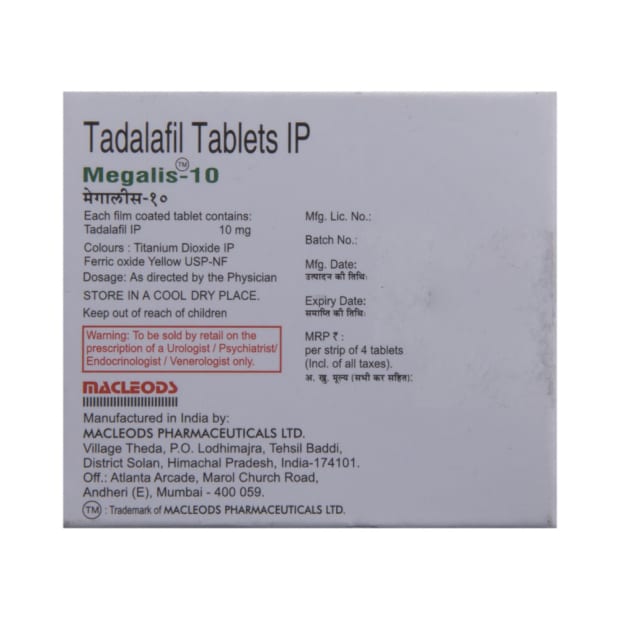 Tadalafil Tablets IP
Megalis™-10
मेगालीस-१०
Each film coated tablet contains:
Tadalafil IP 10 mg
Colours : Titanium Dioxide IP
Ferric oxide Yellow USP-NF
Dosage: As directed by the Physician
STORE IN A COOL DRY PLACE.
Keep out of reach of children
Warning: To be sold by retail on the
prescription of a Urologist / Psychiatrist/
Endocrinologist / Venerologist only.
MACLEODS
Manufactured in India by:
MACLEODS PHARMACEUTICALS LTD.
Village Theda, P.O. Lodhimajra, Tehsil Baddi,
District Solan, Himachal Pradesh, India-174101.
Off.: Atlanta Arcade, Marol Church Road,
Andheri (E), Mumbai - 400 059.
TM : Trademark of MACLEODS PHARMACEUTICALS LTD.
Mfg. Lic. No.:
Batch No.:
Mfg. Date:
उत्पादन की तिथि:
Expiry Date:
समाप्ति की तिथि:
MRP ₹ :
per strip of 4 tablets
(Incl. of all taxes).
अ. खु. मूल्य (सभी कर सहित):